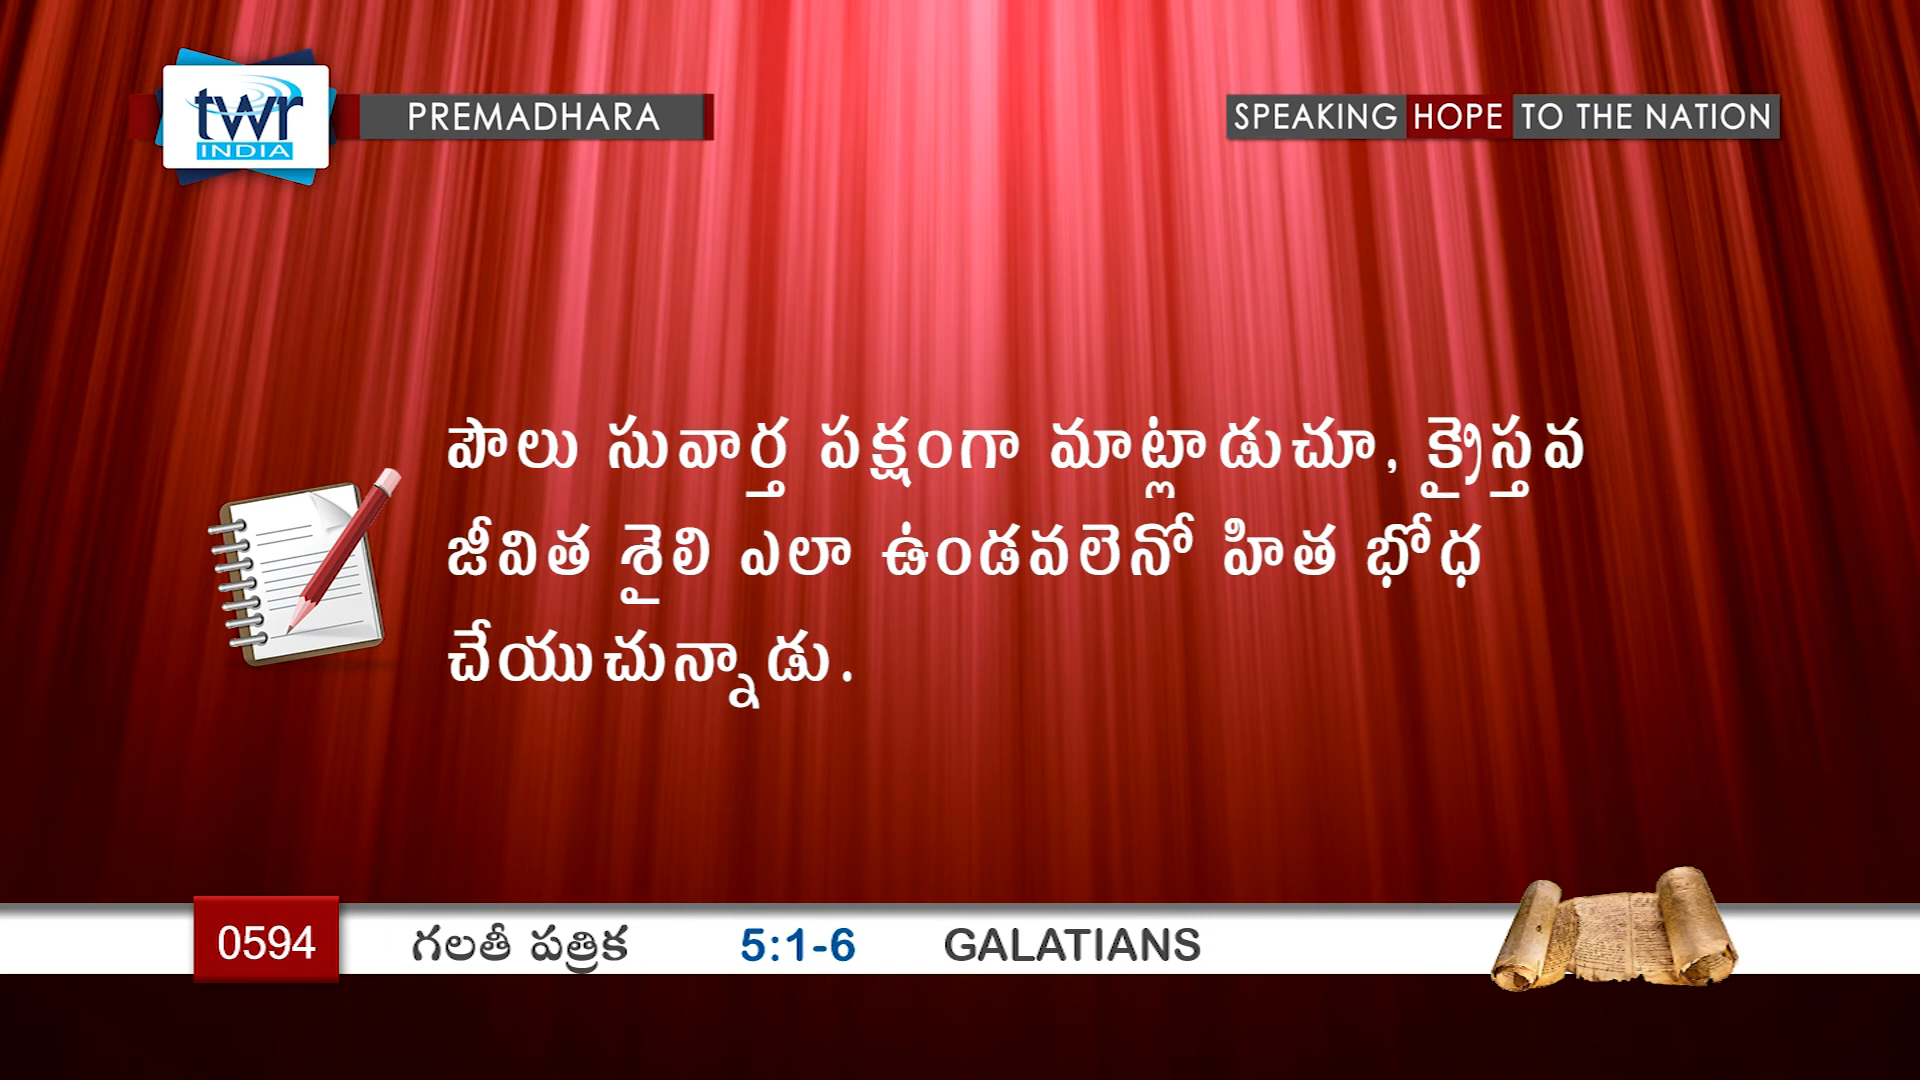 twr
INDIA
PREMADHARA
SPEAKING HOPE TO THE NATION
పౌలు సువార్త పక్షంగా మాట్లాడుచూ, క్రైస్తవ
జీవిత శైలి ఎలా ఉండవలెనో హిత భోధ
చేయుచున్నాడు.
0594 గలతీ పత్రిక 5:1-6 GALATIANS